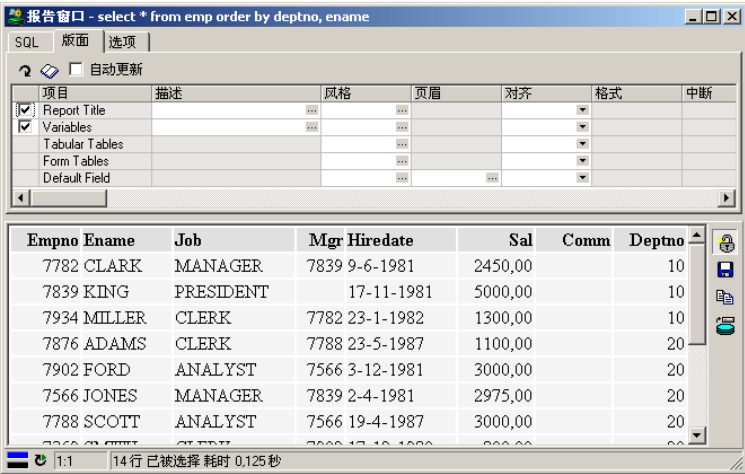 报告窗口 - select * from emp order by deptno, ename
SQL 版面 选项
自动更新
项目 描述 风格 页眉 对齐 格式 中断
Report Title
Variables
Tabular Tables
Form Tables
Default Field
Empno Ename Job Mgr Hiredate Sal Comm Deptno
7782 CLARK MANAGER 7839 9-6-1981 2450,00 10
7839 KING PRESIDENT 17-11-1981 5000,00 10
7934 MILLER CLERK 7782 23-1-1982 1300,00 10
7876 ADAMS CLERK 7788 23-5-1987 1100,00 20
7902 FORD ANALYST 7566 3-12-1981 3000,00 20
7566 JONES MANAGER 7839 2-4-1981 2975,00 20
7788 SCOTT ANALYST 7566 19-4-1987 3000,00 20
1:1 14行 已被选择 耗时 0,125秒